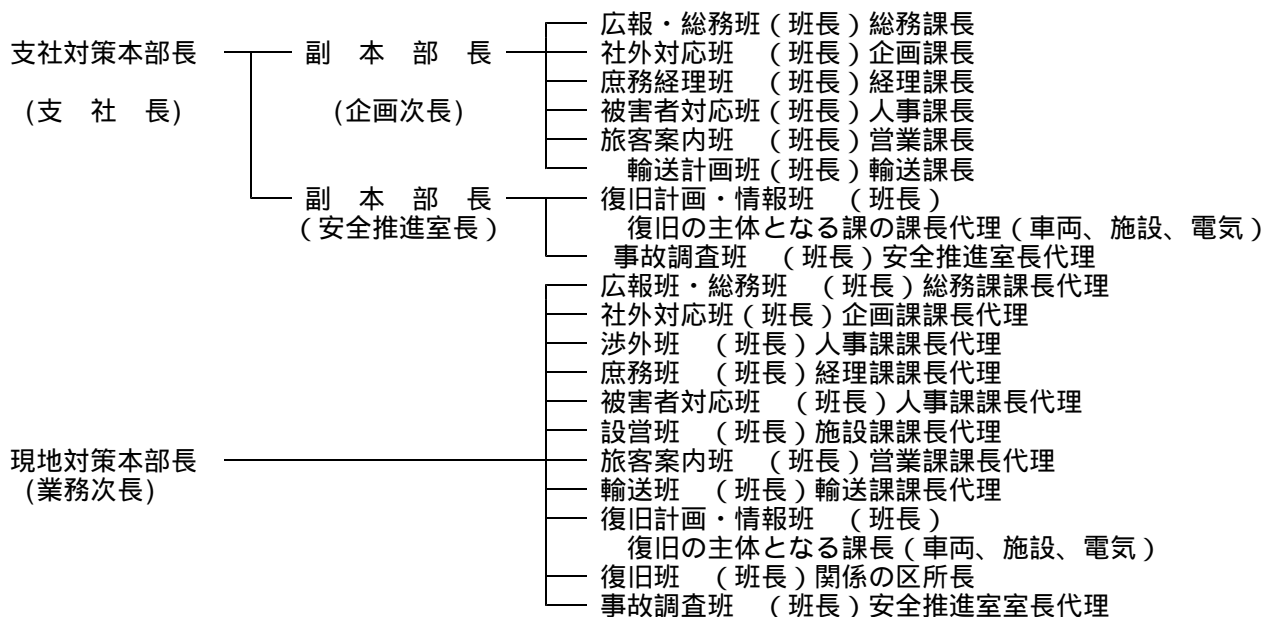 広報・総務班（班長）総務課長
支社対策本部長 副 本 部 長 社外対応班 （班長）企画課長
庶務経理班 （班長）経理課長
(支 社 長) (企画次長) 被害者対応班（班長）人事課長
旅客案内班 （班長）営業課長
輸送計画班（班長）輸送課長
副 本 部 長 復旧計画・情報班 （班長）
（安全推進室長） 復旧の主体となる課の課長代理（車両、施設、電気）
事故調査班 （班長）安全推進室長代理
広報班・総務班 （班長）総務課課長代理
社外対応班（班長）企画課課長代理
渉外班 （班長）人事課課長代理
庶務班 （班長）経理課課長代理
被害者対応班 （班長）人事課課長代理
設営班 （班長）施設課課長代理
現地対策本部長 旅客案内班 （班長）営業課課長代理
(業務次長) 輸送班 （班長）輸送課課長代理
復旧計画・情報班 （班長）
復旧の主体となる課長（車両、施設、電気）
復旧班 （班長）関係の区所長
事故調査班 （班長）安全推進室室長代理